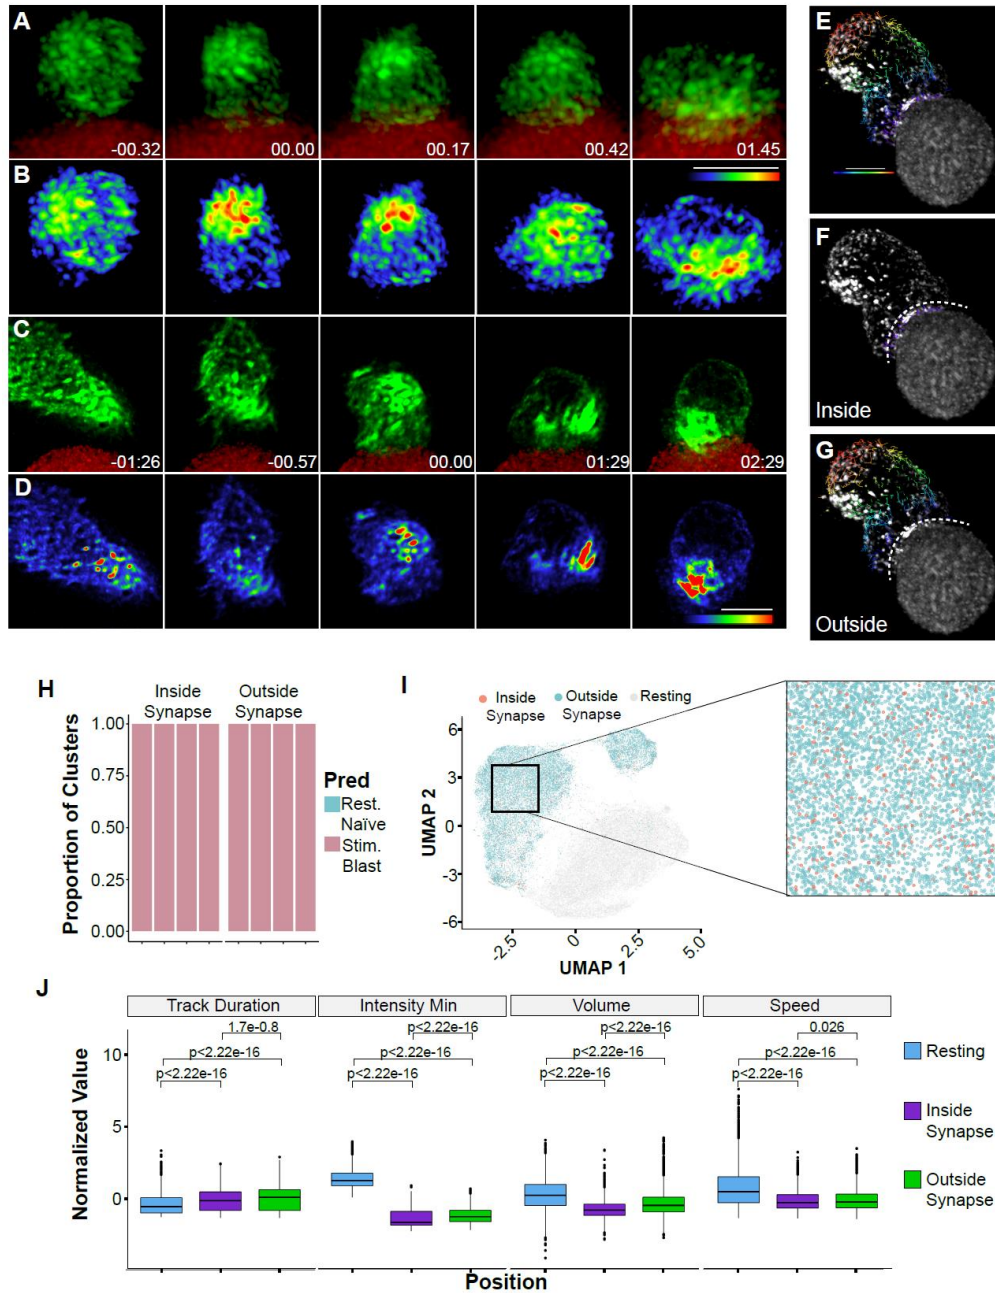 A
-00.32
00.00
00.17
00.42
01.45
B
C
-01:26
-00:57
00.00
01:29
02:29
D
E
F
Inside
G
Outside
H
Inside
Synapse
Outside
Synapse
1.00
0.75
0.50
0.25
0.00
Proportion of Clusters
Pred
Rest.
Naïve
Stim.
Blast
I
Inside
Synapse
Outside
Synapse
Resting
6
3
0
-3
-6
UMAP 2
-2.5
0
2.5
5.0
UMAP 1
J
Track Duration
Intensity Min
Volume
Speed
1.7e-0.8
p<2.22e-16
p<2.22e-16
0.026
p<2.22e-16
p<2.22e-16
p<2.22e-16
p<2.22e-16
p<2.22e-16
p<2.22e-16
p<2.22e-16
p<2.22e-16
10
5
0
Normalized Value
Resting
Inside
Synapse
Outside
Synapse
Position